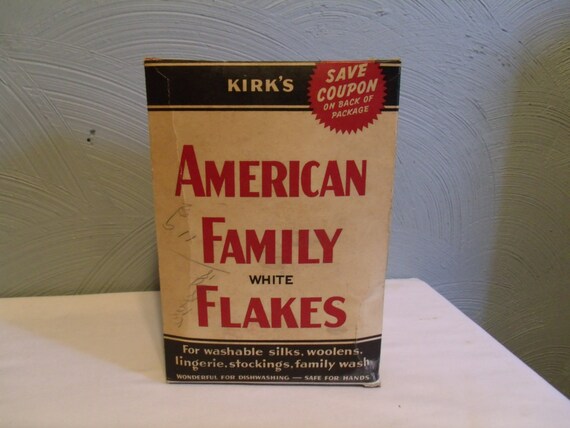 KIRK'S
SAVE
COUPON
ON BACK OF
PACKAGE
AMERICAN
FAMILY
WHITE
FLAKES
For washable silks, woolens,
lingerie, stockings, family wash
WONDERFUL FOR DISHWASHING — SAFE FOR HANDS